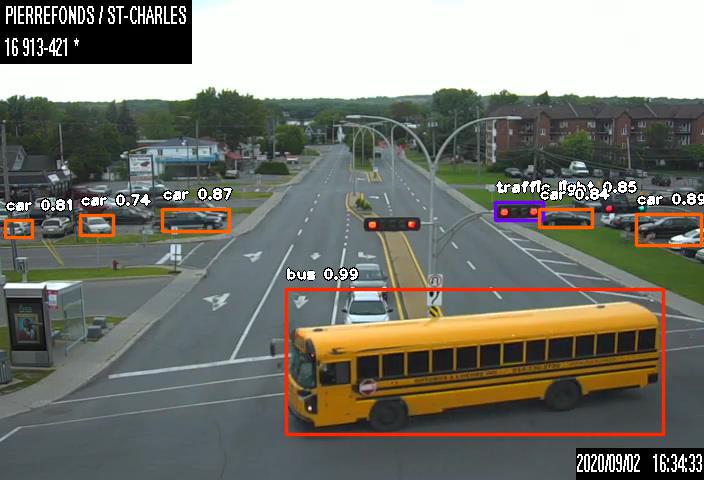 PIERREFONDS / ST-CHARLES
16 913-421 *
car 0.81
car 0.74
car 0.87
traffic light 0.85
car 0.84
car 0.89
bus 0.99
2020/09/02 16:34:33